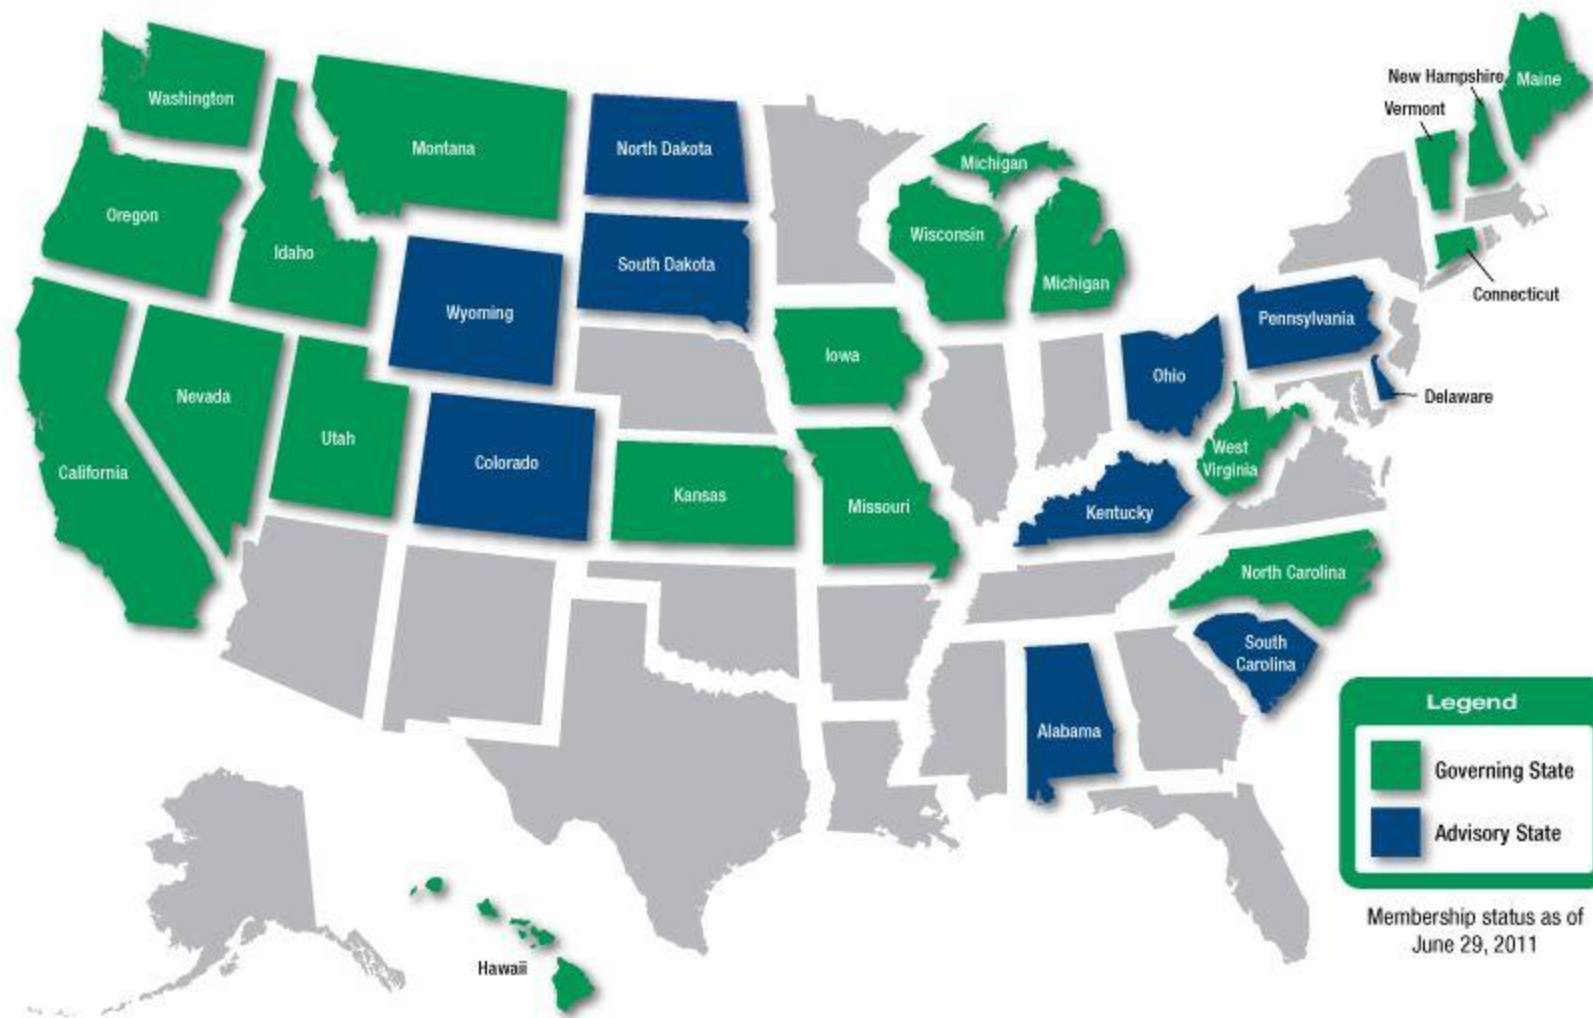 New Hampshire
Maine
Washington
Vermont
Montana
North Dakota
Michigan
Oregon
Wisconsin
Idaho
South Dakota
Michigan
Connecticut
Wyoming
Pennsylvania
Iowa
Ohio
Nevada
Delaware
Utah
West
Virginia
California
Colorado
Kansas
Missouri
Kentucky
North Carolina
South
Carolina
Alabama
Hawaii
Legend
Governing State
Advisory State
Membership status as of
June 29, 2011